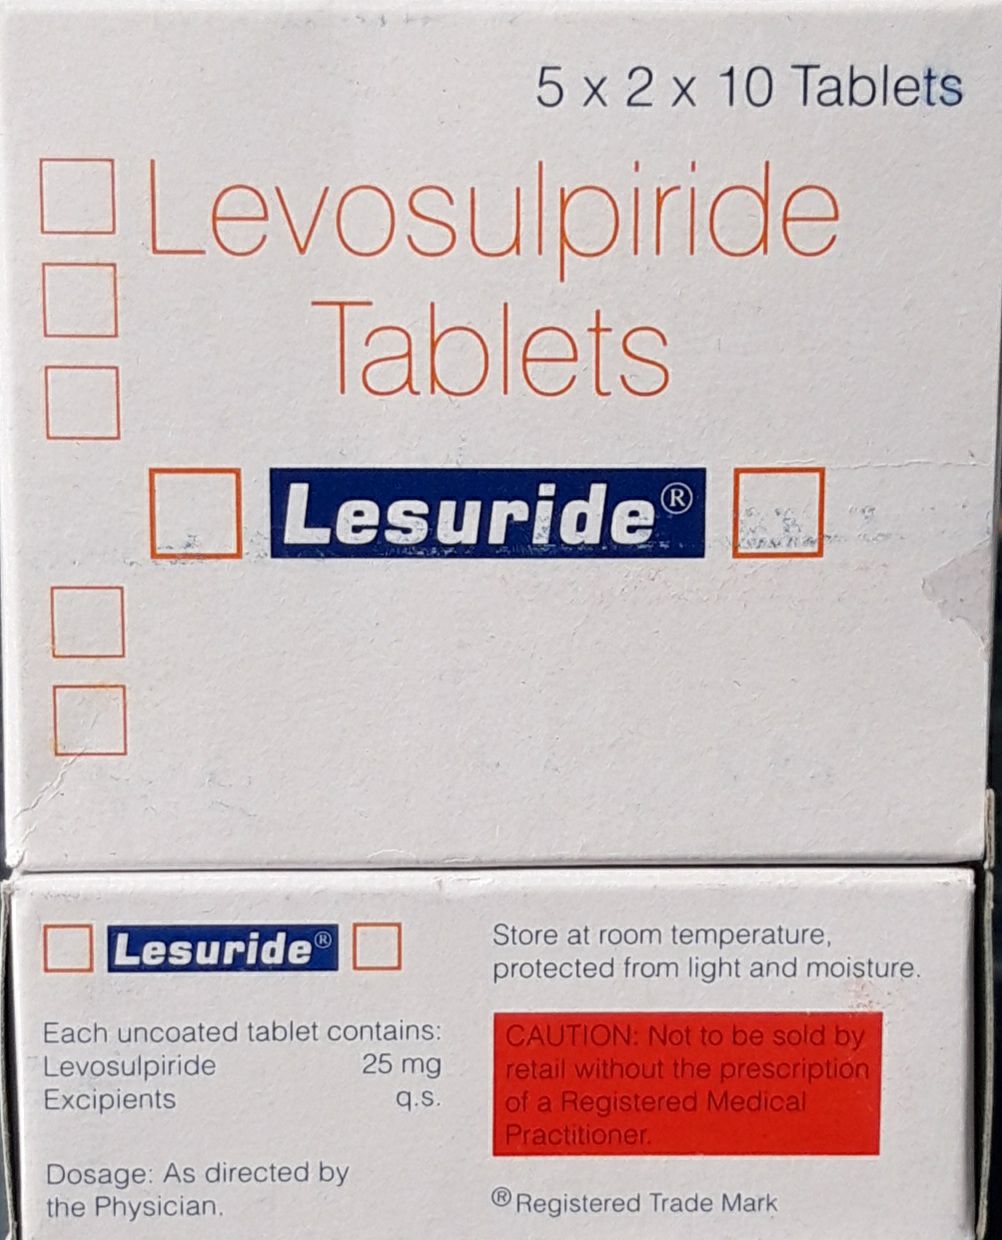 5 x 2 x 10 Tablets
Levosulpiride
Tablets
Lesuride®
Lesuride®
Each uncoated tablet contains:
Levosulpiride 25 mg
Excipients q.s.
Dosage: As directed by
the Physician.
Store at room temperature,
protected from light and moisture.
CAUTION: Not to be sold by
retail without the prescription
of a Registered Medical
Practitioner.
® Registered Trade Mark